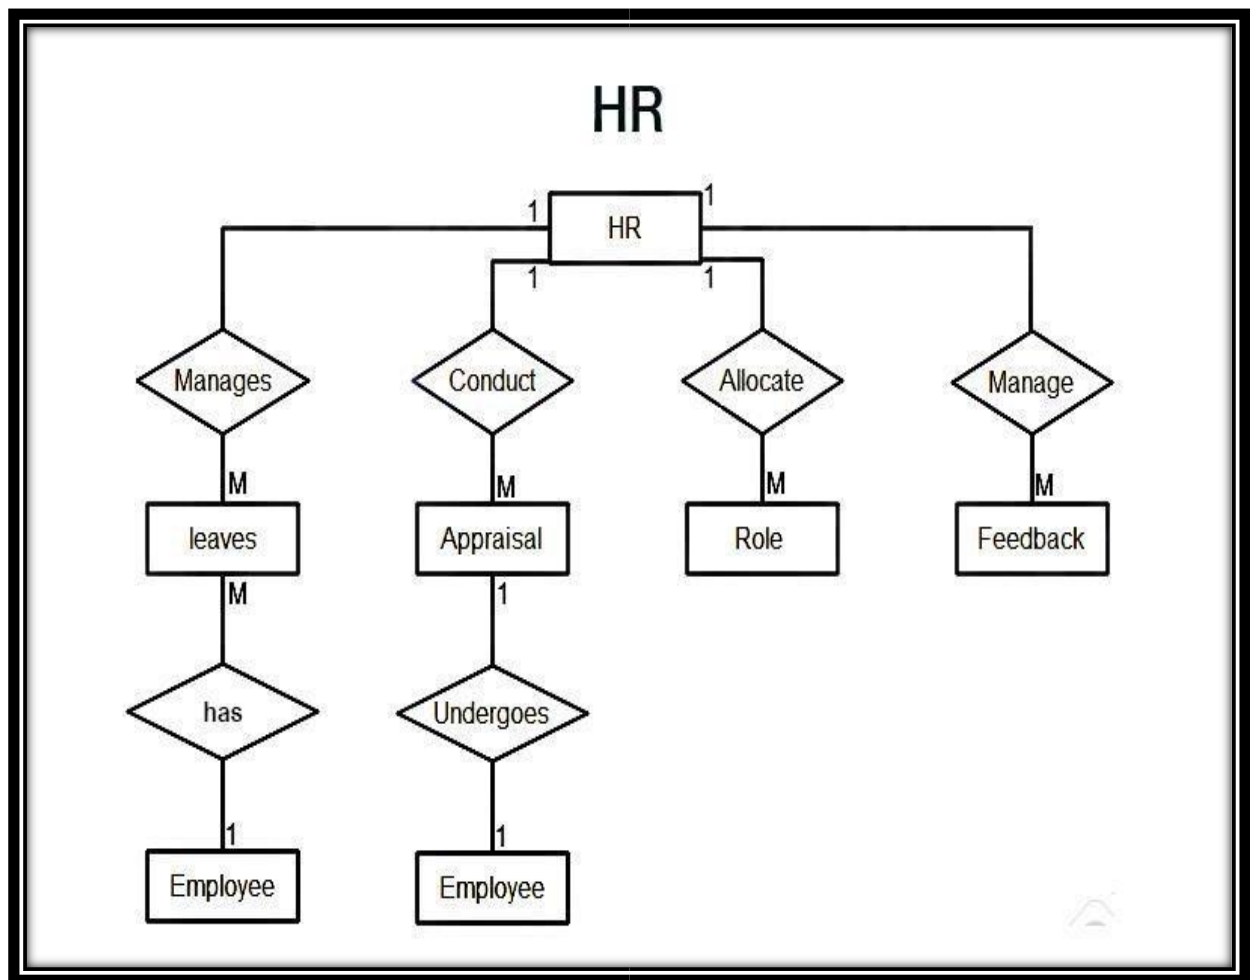 HR
1
1
HR
1
1
Manages
Conduct
Allocate
Manage
M
M
M
M
leaves
Appraisal
Role
Feedback
M
1
has
Undergoes
1
1
Employee
Employee